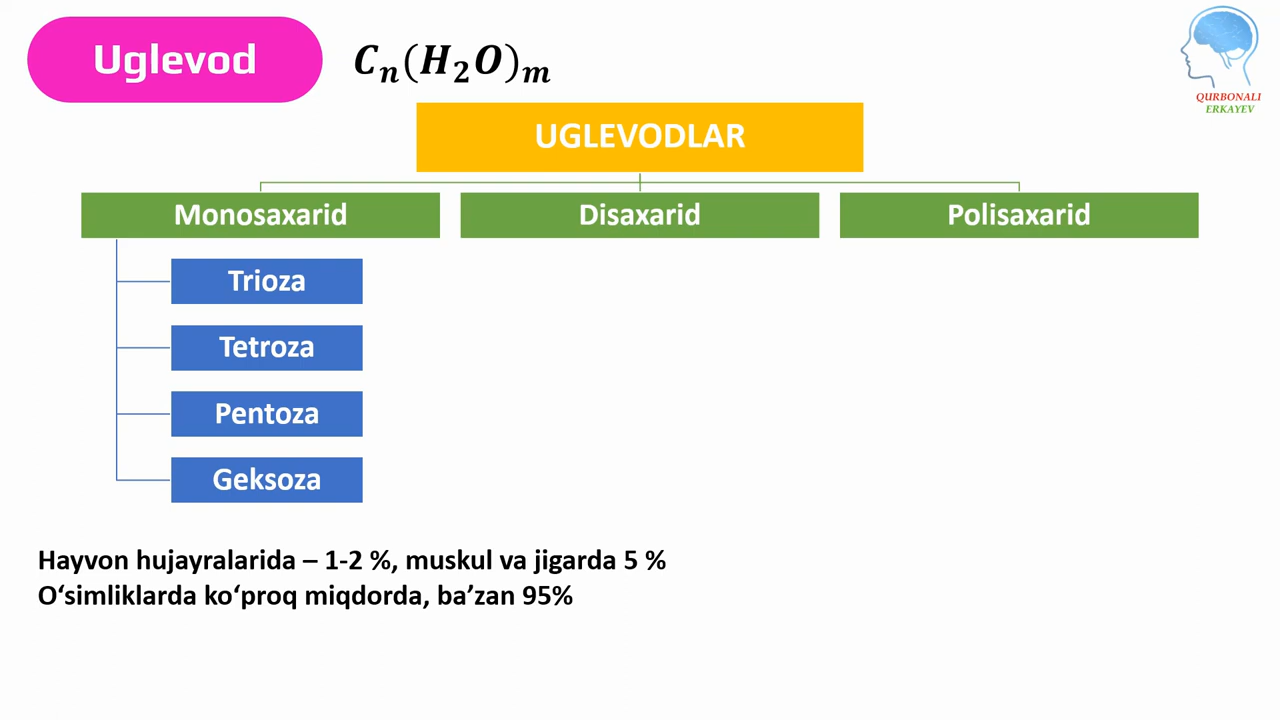 Uglevod
Cₙ(H₂O)ₘ
QURBONALI
ERKAYEV
UGLEVODLAR
Monosaxarid
Disaxarid
Polisaxarid
Trioza
Tetroza
Pentoza
Geksoza
Hayvon hujayralarida – 1-2 %, muskul va jigarda 5 %
O‘simliklarda ko‘proq miqdorda, ba’zan 95%